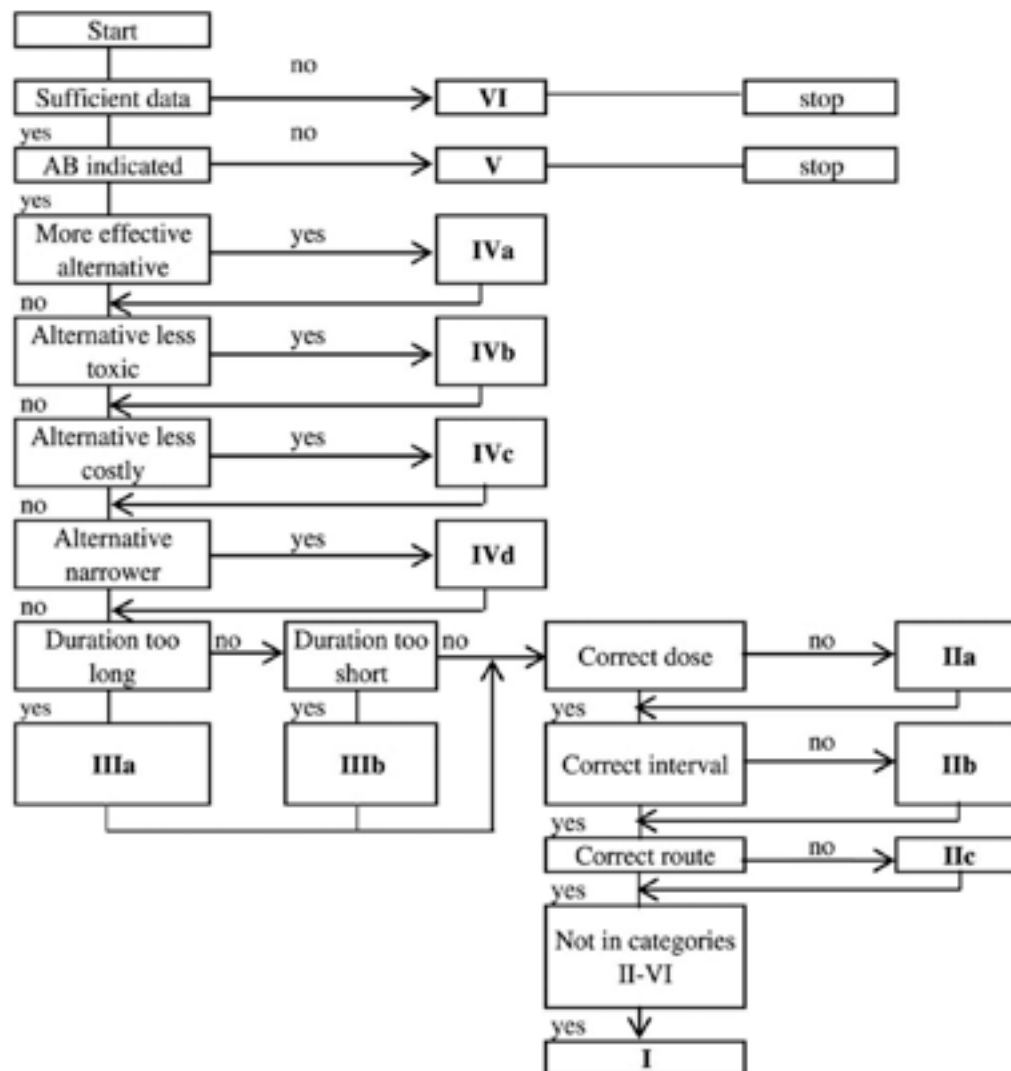 Start
no
Sufficient data
VI
stop
yes
no
AB indicated
V
stop
yes
More effective
alternative
yes
IVa
no
Alternative less
toxic
yes
IVb
no
Alternative less
costly
yes
IVc
no
Alternative
narrower
yes
IVd
no
Duration too
long
no
Duration too
short
no
Correct dose
no
IIa
yes
yes
yes
IIIa
IIIb
Correct interval
no
IIb
yes
Correct route
no
IIc
yes
Not in categories
II-VI
yes
I